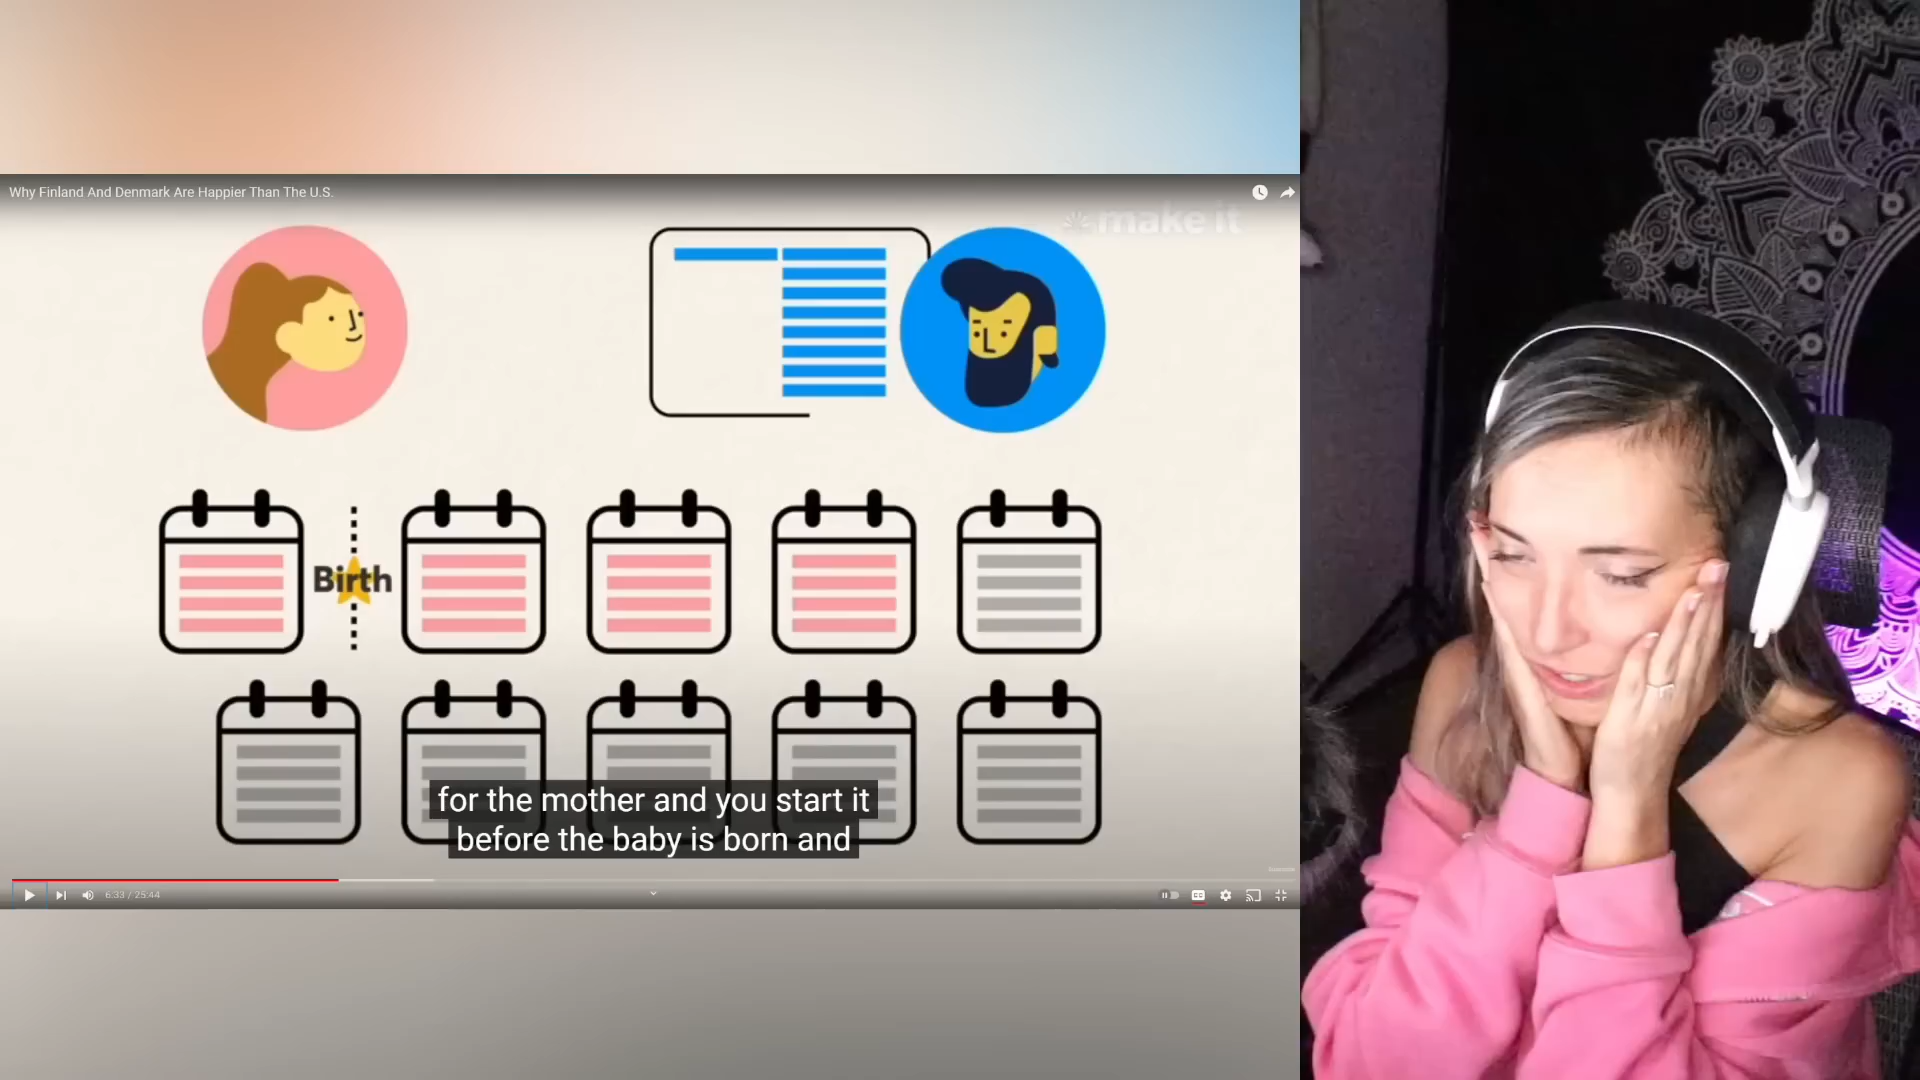 Why Finland And Denmark Are Happier Than The U.S.
make it
Birth
for the mother and you start it
before the baby is born and
6:33 / 25:44